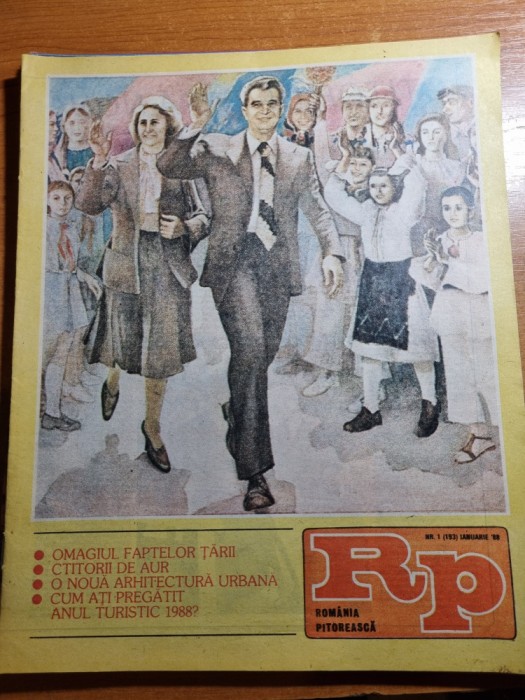 OMAGIUL FAPTELOR ȚĂRII
CTITORII DE AUR
O NOUĂ ARHITECTURĂ URBANĂ
CUM AȚI PREGĂTIT
ANUL TURISTIC 1988?
NR. 1 (193) IANUARIE '88
Rp
ROMÂNIA
PITOREASCĂ